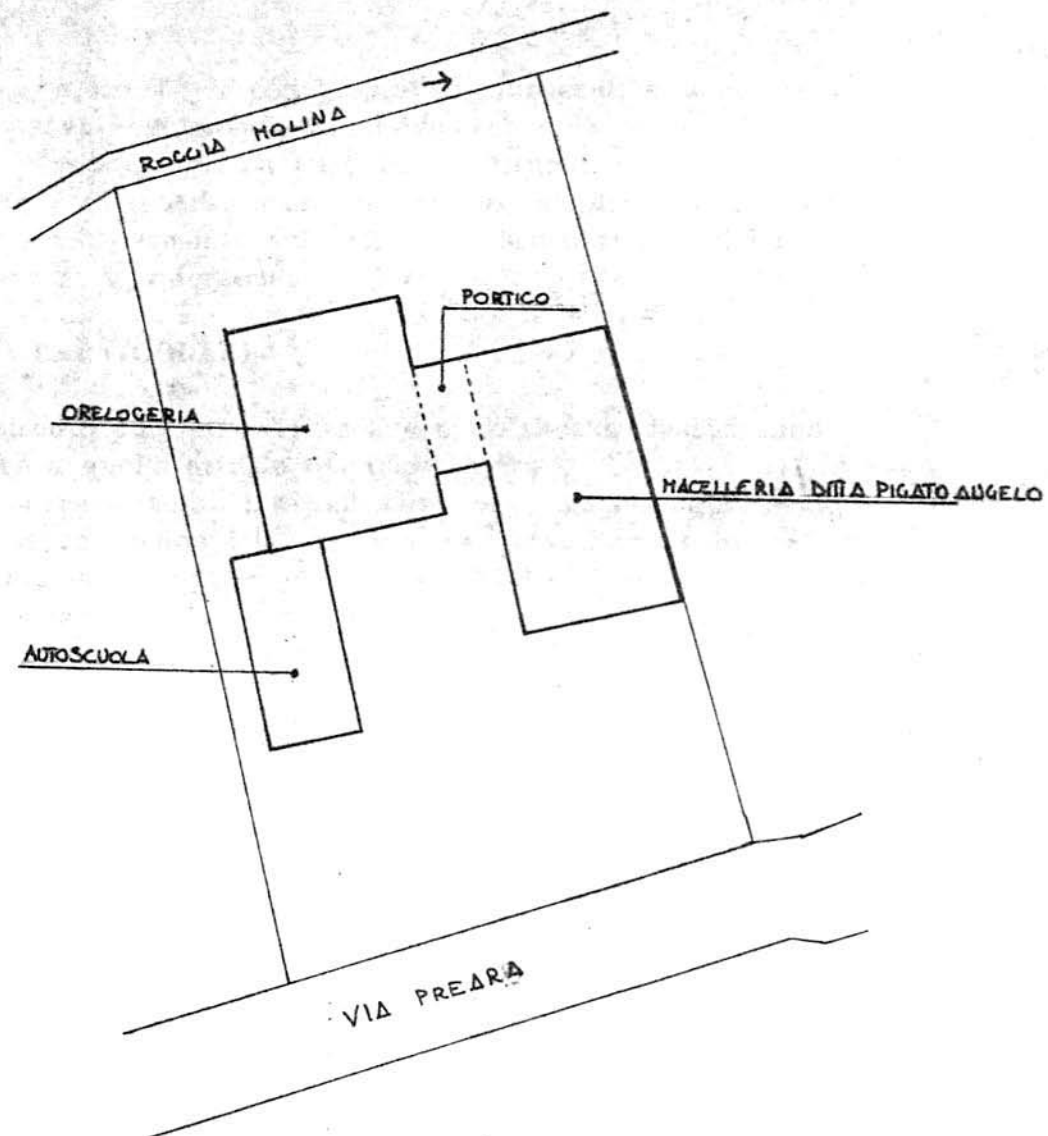 ROGGIA MOLINA
PORTICO
ORELOGERIA
MACELLERIA DITTA PIGATO ANGELO
AUTOSCUOLA
VIA PREARA